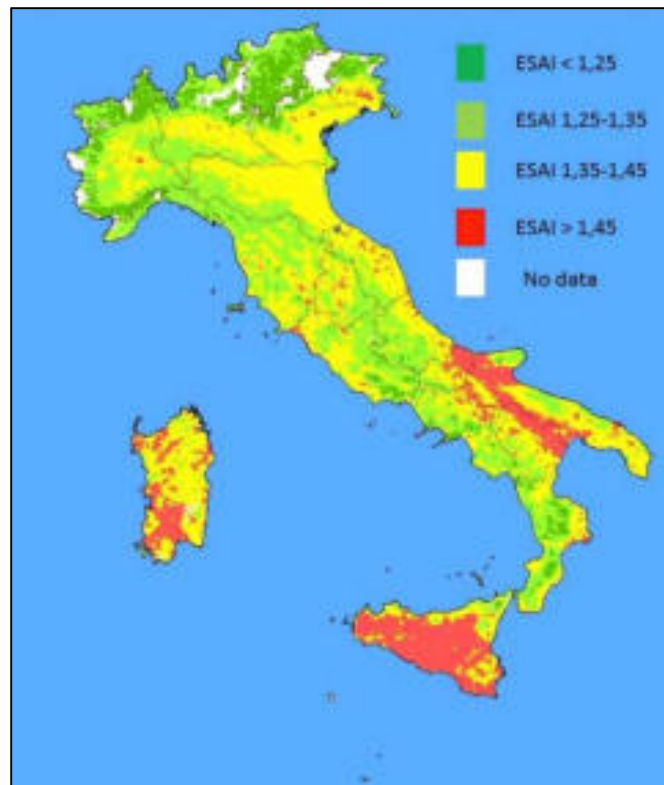 ESAI < 1,25
ESAI 1,25-1,35
ESAI 1,35-1,45
ESAI > 1,45
No data